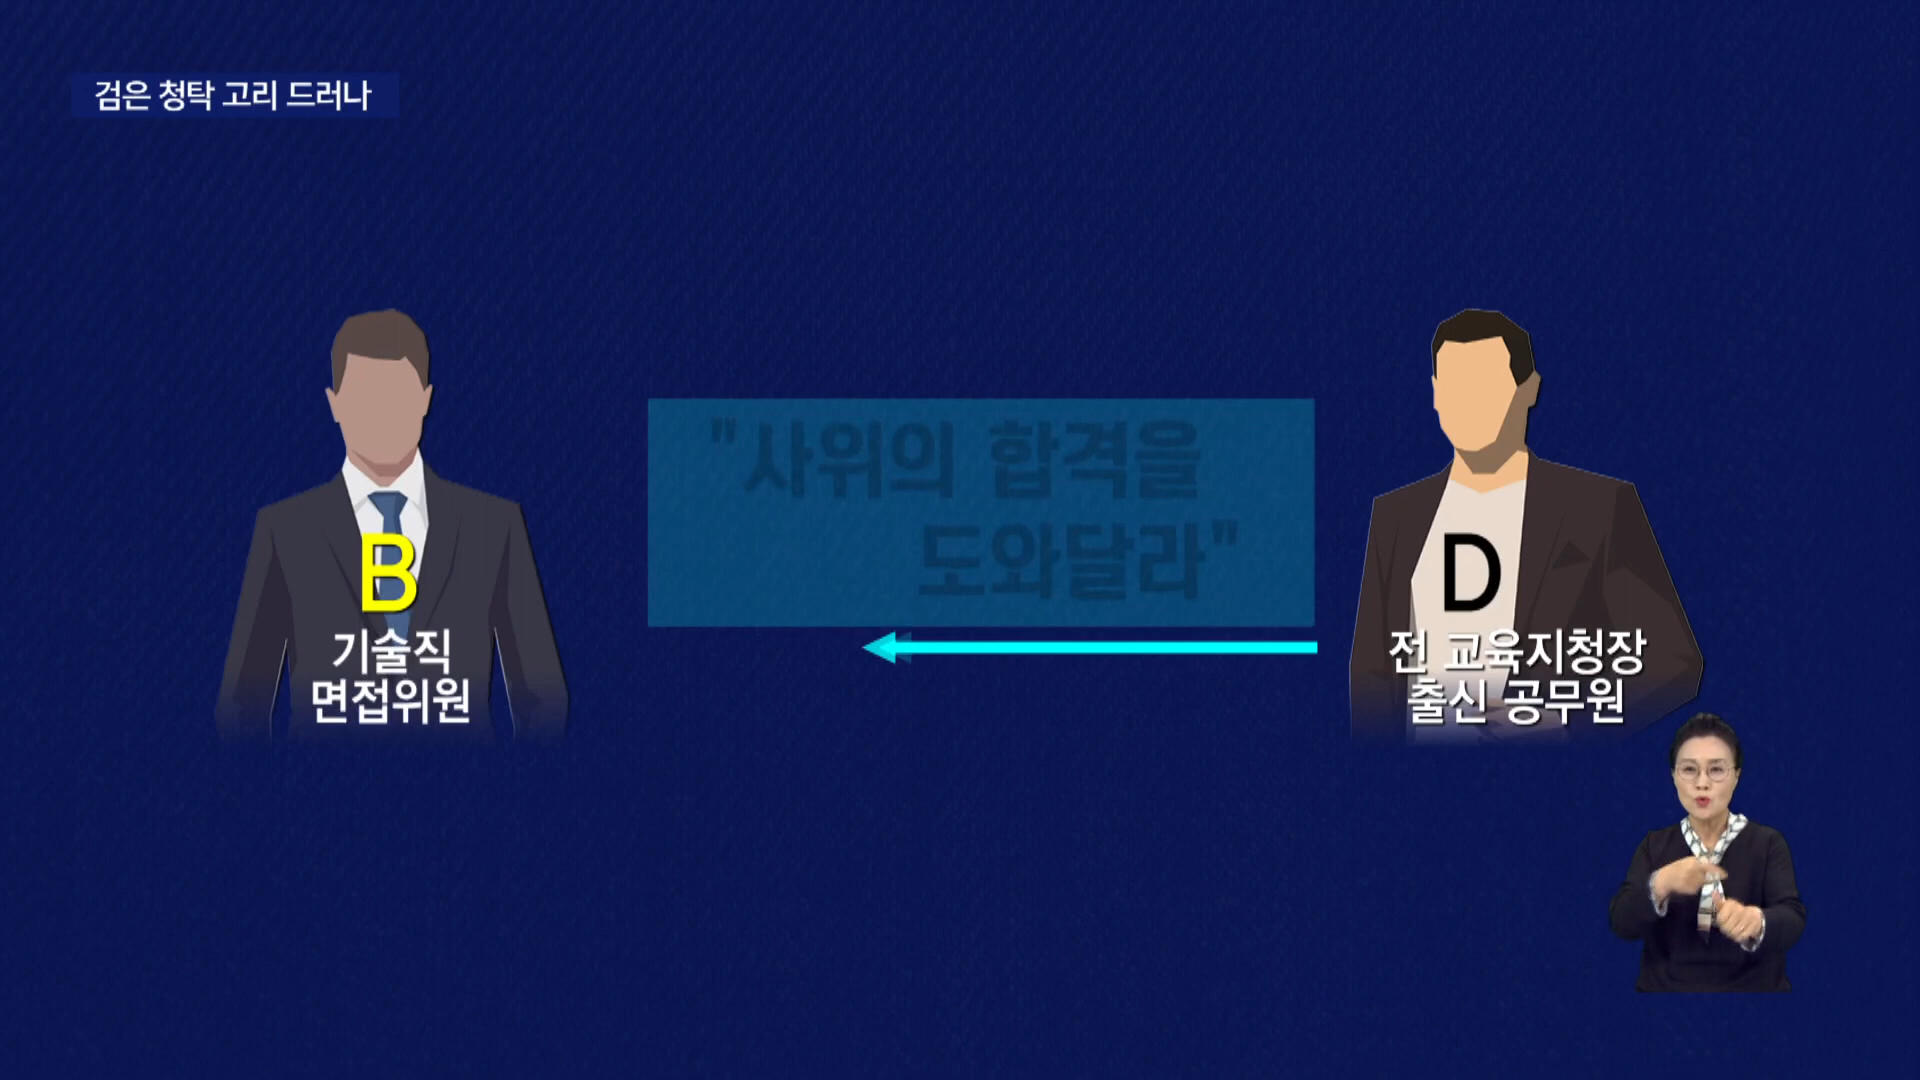 검은 청탁 고리 드러나
"사위의 합격을
도와달라"
B
기술직
면접위원
D
전 교육지청장
출신 공무원